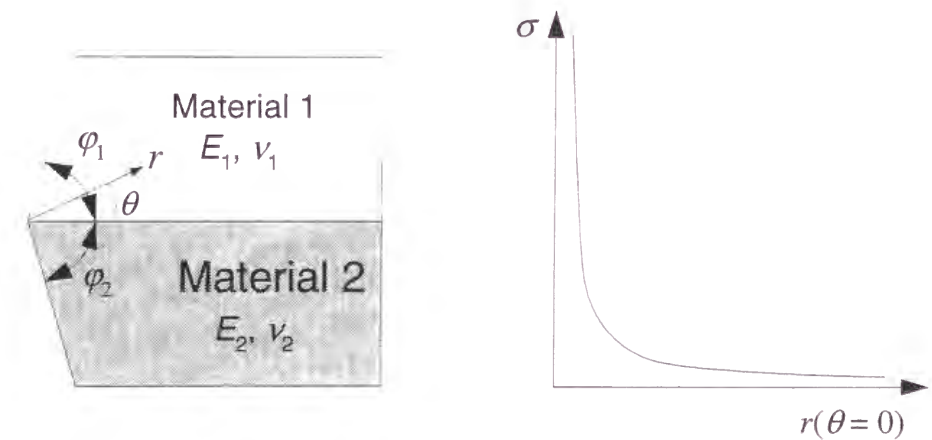 Material 1
E₁, ν₁
φ₁
r
θ
φ₂
Material 2
E₂, ν₂
σ
r(θ = 0)